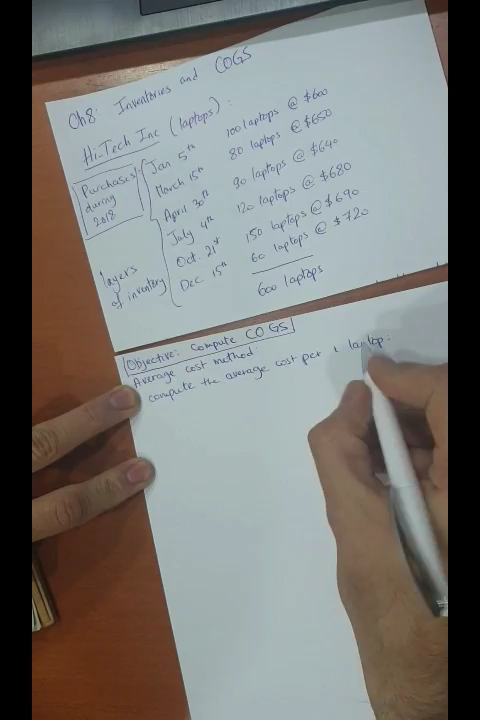 Ch8: Inventories and COGS
Hi-Tech Inc (laptops):
Purchases during 2018
Jan 5th 100 laptops @ $600
March 15th 80 laptops @ $650
April 30th 90 laptops @ $640
July 4th 120 laptops @ $680
Oct. 21st 150 laptops @ $690
Dec. 15th 60 laptops @ $720
600 laptops
layers
of inventory
Objective: Compute COGS
Average cost method:
compute the average cost per 1 laptop: